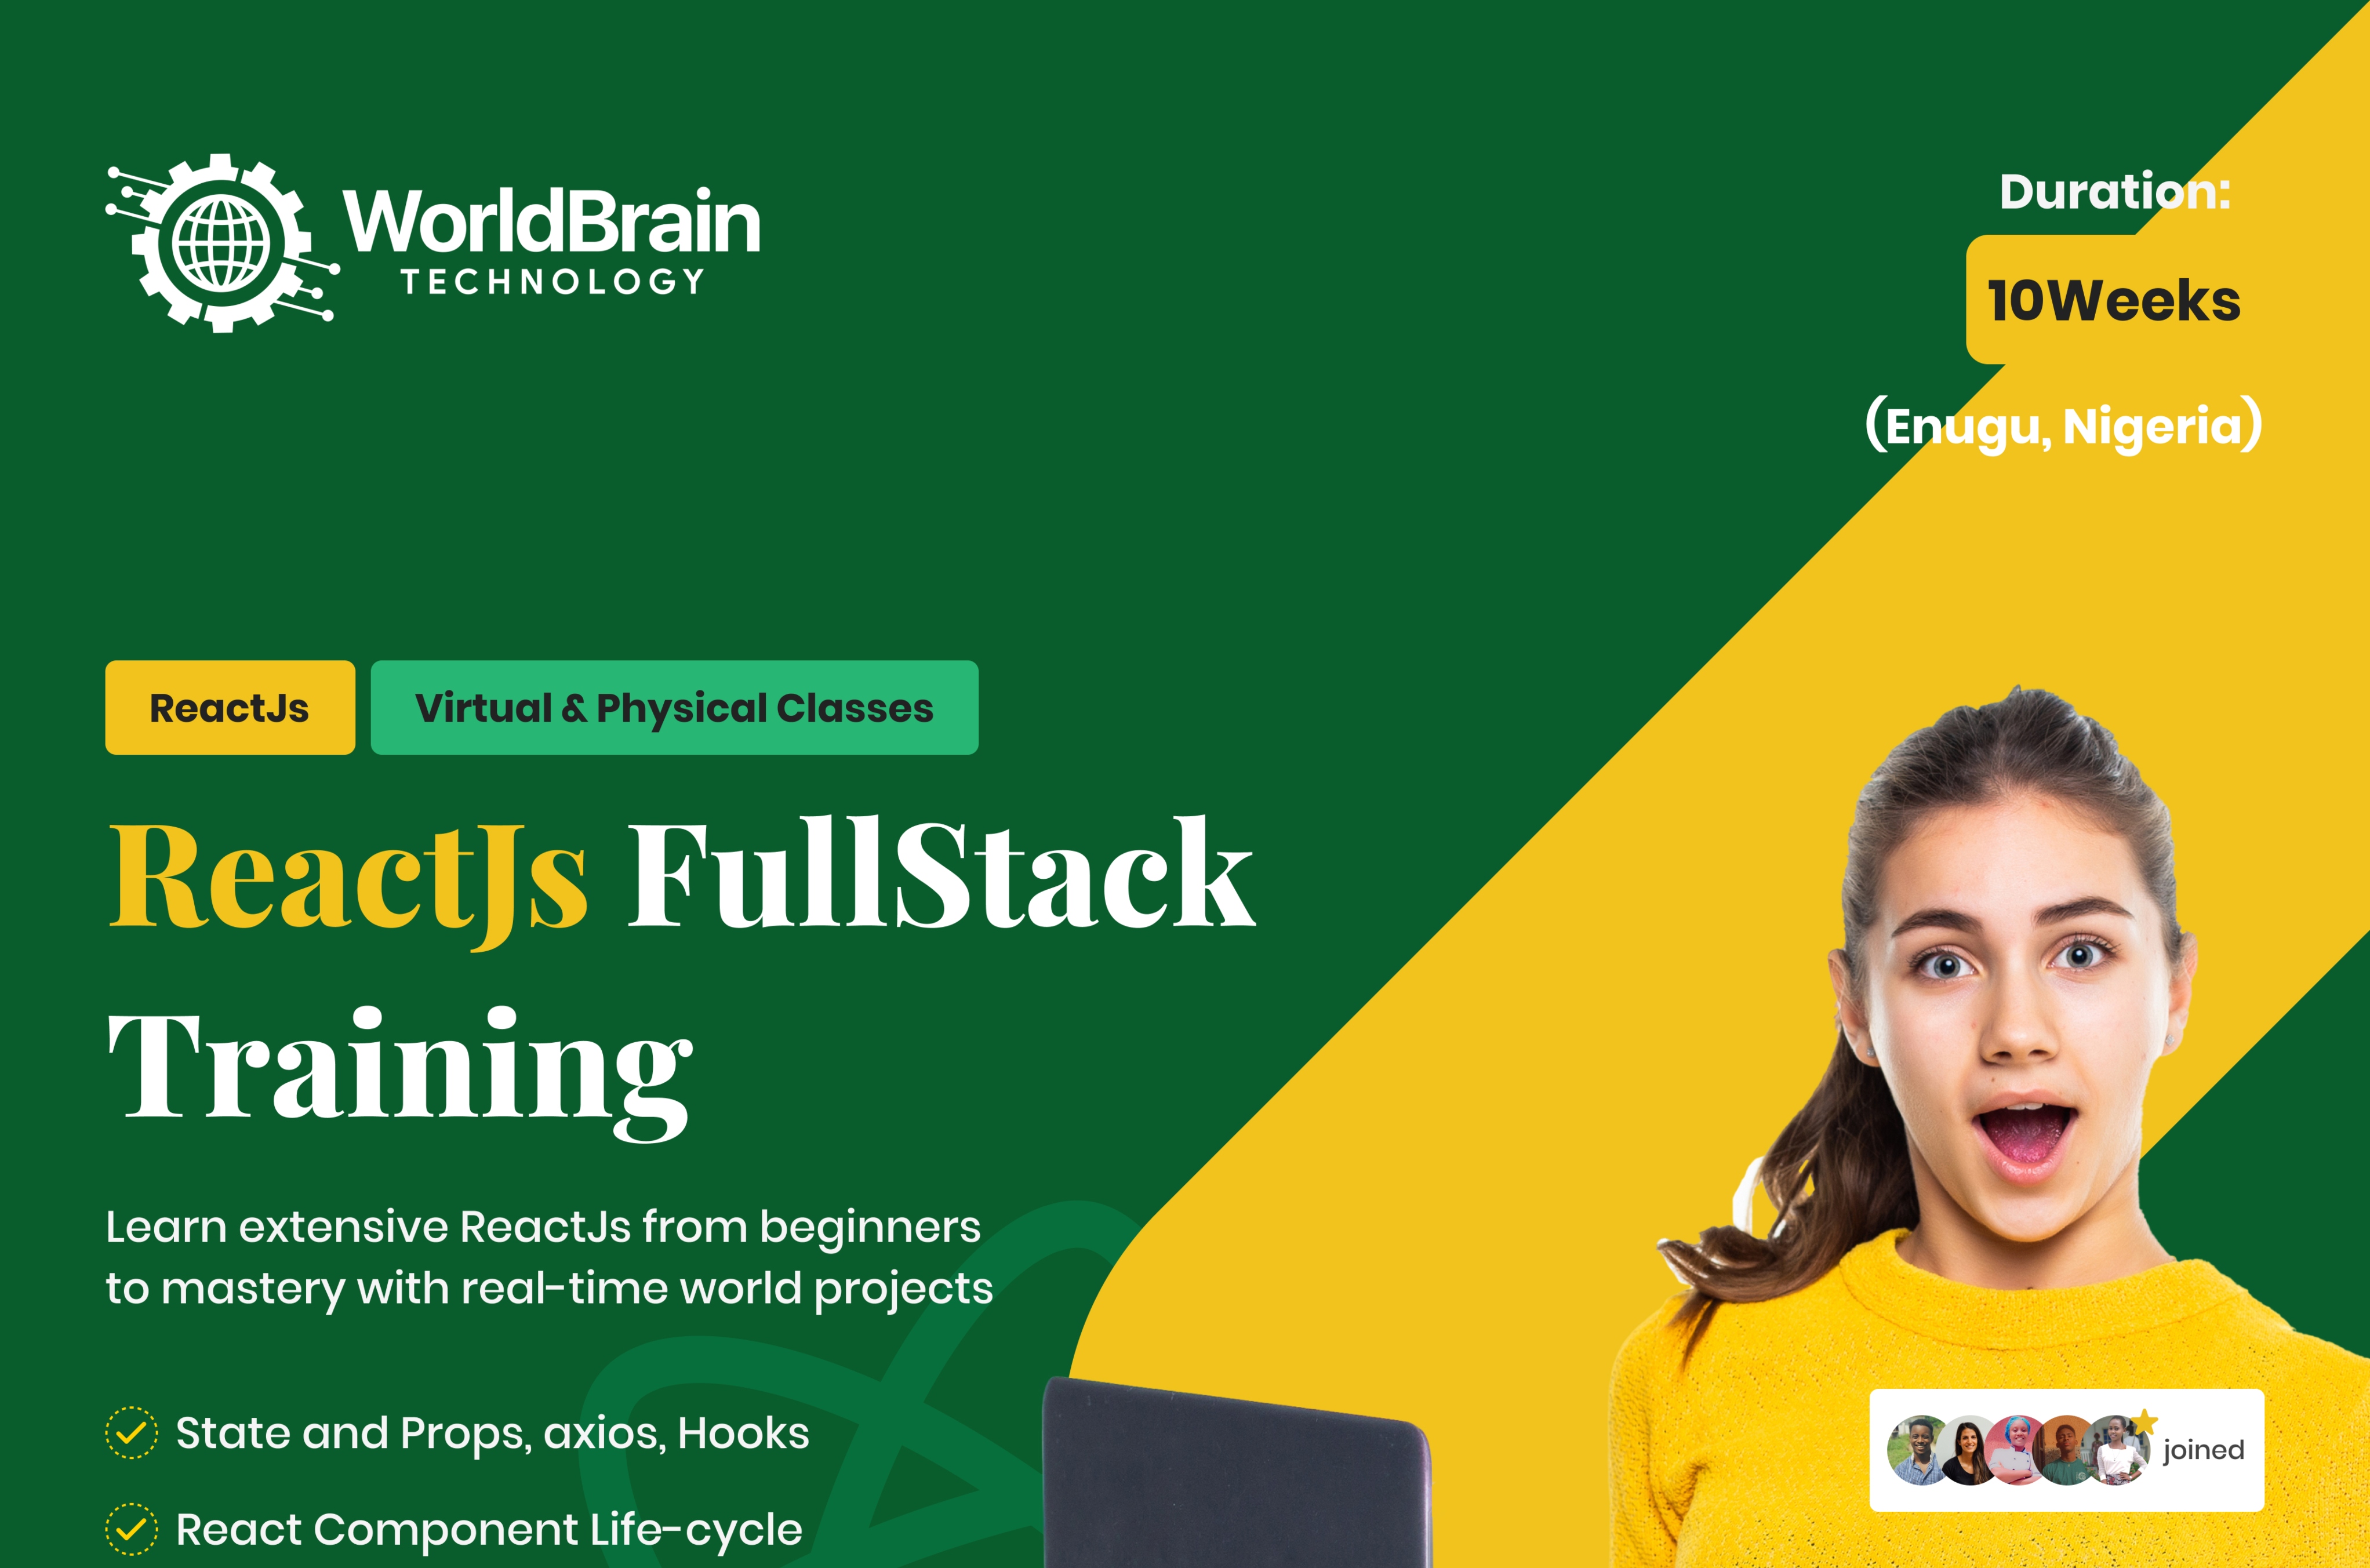 WorldBrain
TECHNOLOGY
Duration:
10Weeks
(Enugu, Nigeria)
ReactJs
Virtual & Physical Classes
ReactJs FullStack
Training
Learn extensive ReactJs from beginners
to mastery with real-time world projects
State and Props, axios, Hooks
React Component Life-cycle
joined